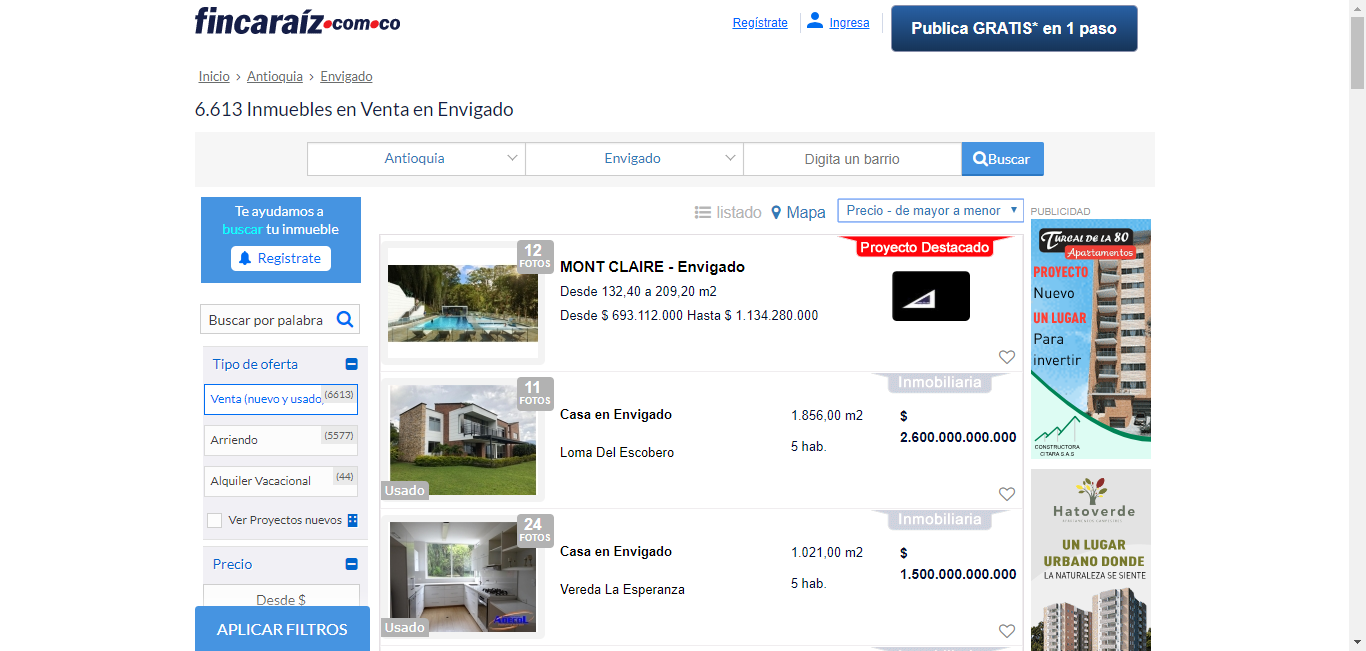 fincaraíz.com.co
Regístrate
Ingresa
Publica GRATIS* en 1 paso
Inicio > Antioquia > Envigado
6.613 Inmuebles en Venta en Envigado
Antioquia
Envigado
Digita un barrio
Buscar
Te ayudamos a
buscar tu inmueble
Registrate
Buscar por palabra
Tipo de oferta
Venta (nuevo y usado) (6613)
Arriendo (5577)
Alquiler Vacacional (44)
Ver Proyectos nuevos
Precio
Desde $
APLICAR FILTROS
listado
Mapa
Precio - de mayor a menor
12
FOTOS
Proyecto Destacado
MONT CLAIRE - Envigado
Desde 132,40 a 209,20 m2
Desde $ 693.112.000 Hasta $ 1.134.280.000
11
FOTOS
Usado
Inmobiliaria
Casa en Envigado
Loma Del Escobero
1.856,00 m2
5 hab.
$
2.600.000.000.000
24
FOTOS
Usado
Inmobiliaria
Casa en Envigado
Vereda La Esperanza
1.021,00 m2
5 hab.
$
1.500.000.000.000
PUBLICIDAD
TURCAL DE LA 80
Apartamentos
PROYECTO
Nuevo
UN LUGAR
Para
invertir
CONSTRUCTORA
CITARA S.A.S
Hatoverde
UN LUGAR
URBANO DONDE
LA NATURALEZA SE SIENTE